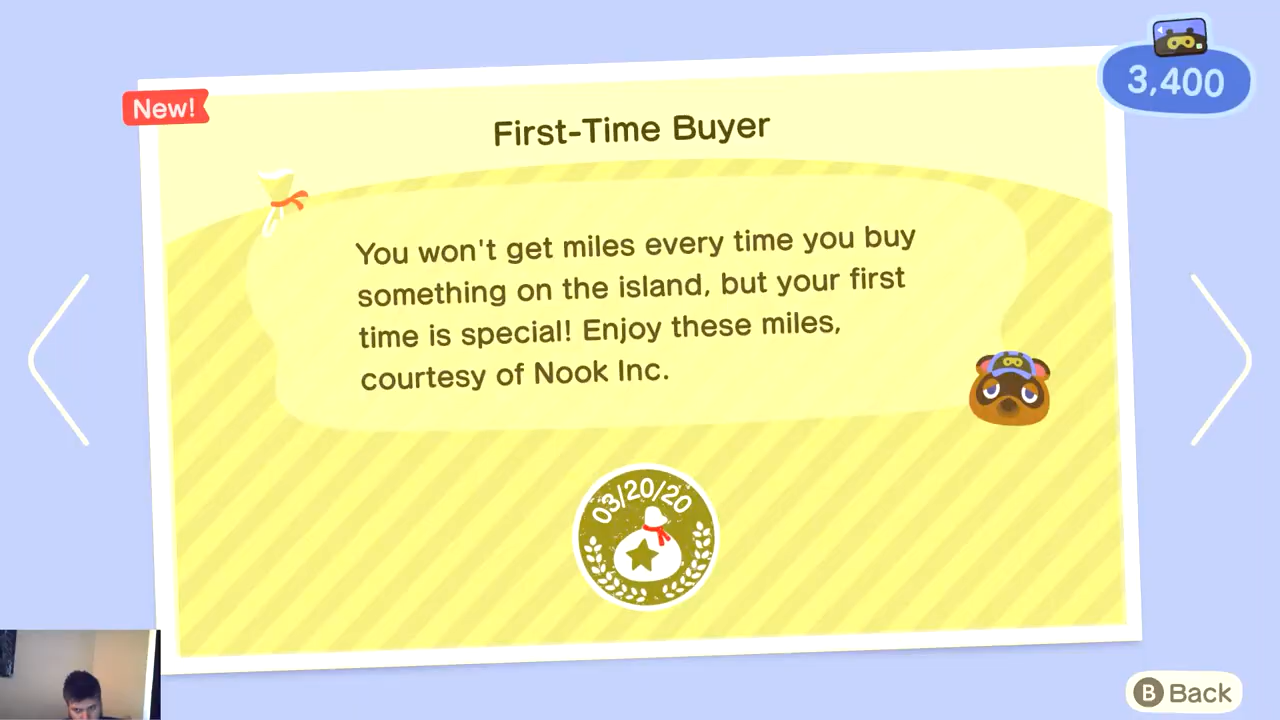 3,400
New!
First-Time Buyer
You won't get miles every time you buy
something on the island, but your first
time is special! Enjoy these miles,
courtesy of Nook Inc.
03/20/20
B Back